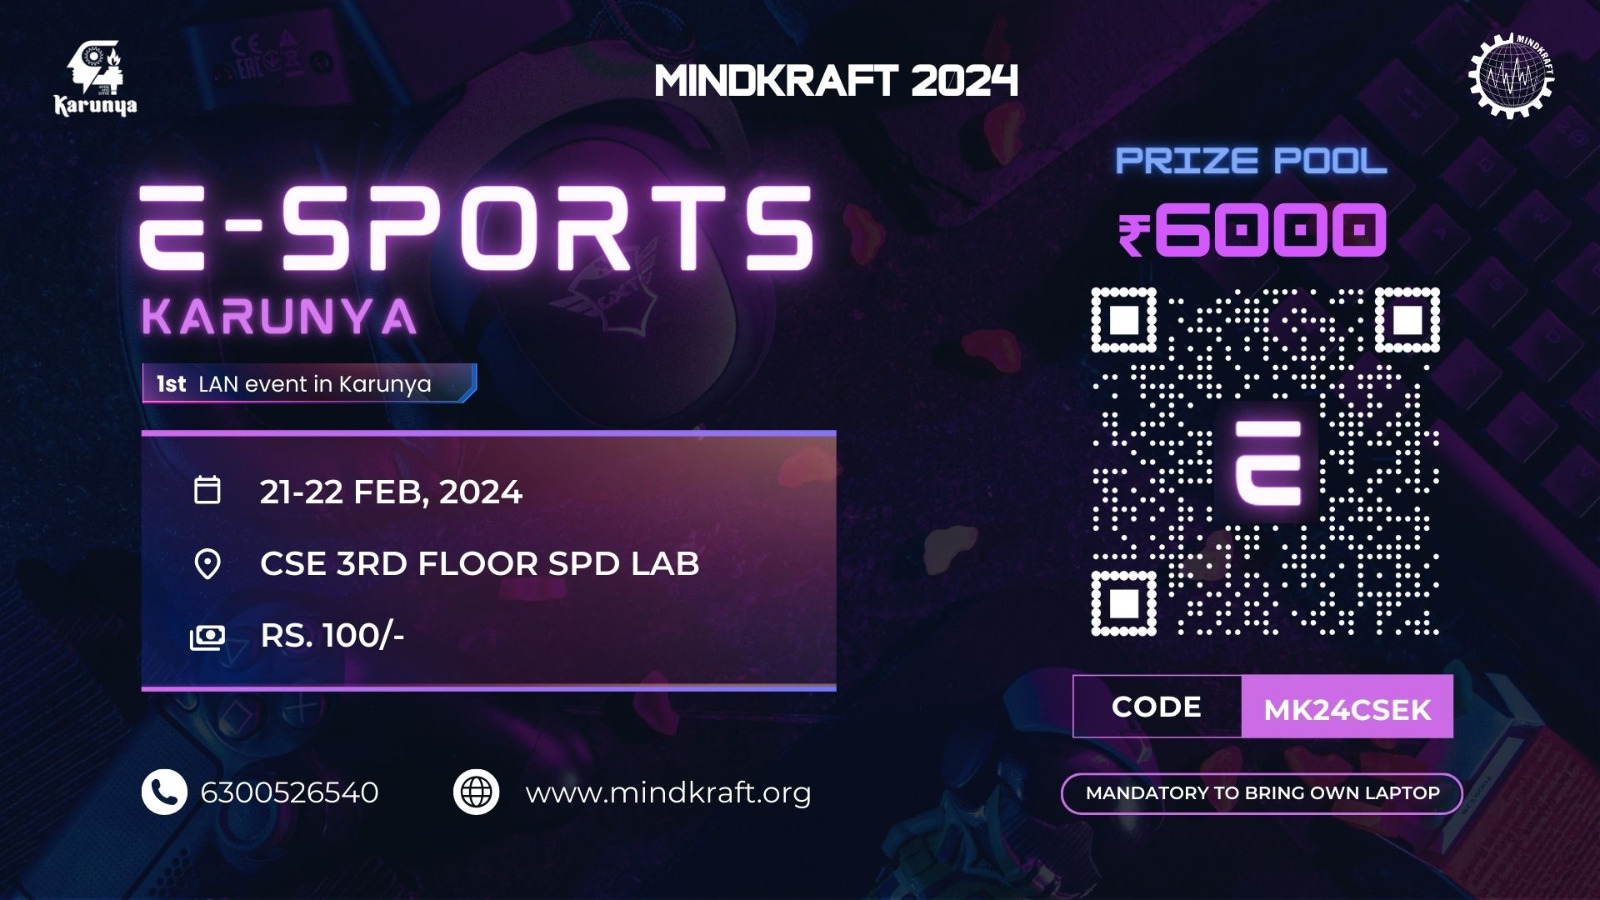 Karunya
MINDKRAFT 2024
MINDKRAFT
E-SPORTS
KARUNYA
1st LAN event in Karunya
21-22 FEB, 2024
CSE 3RD FLOOR SPD LAB
RS. 100/-
6300526540
www.mindkraft.org
PRIZE POOL
₹6000
E
CODE
MK24CSEK
MANDATORY TO BRING OWN LAPTOP